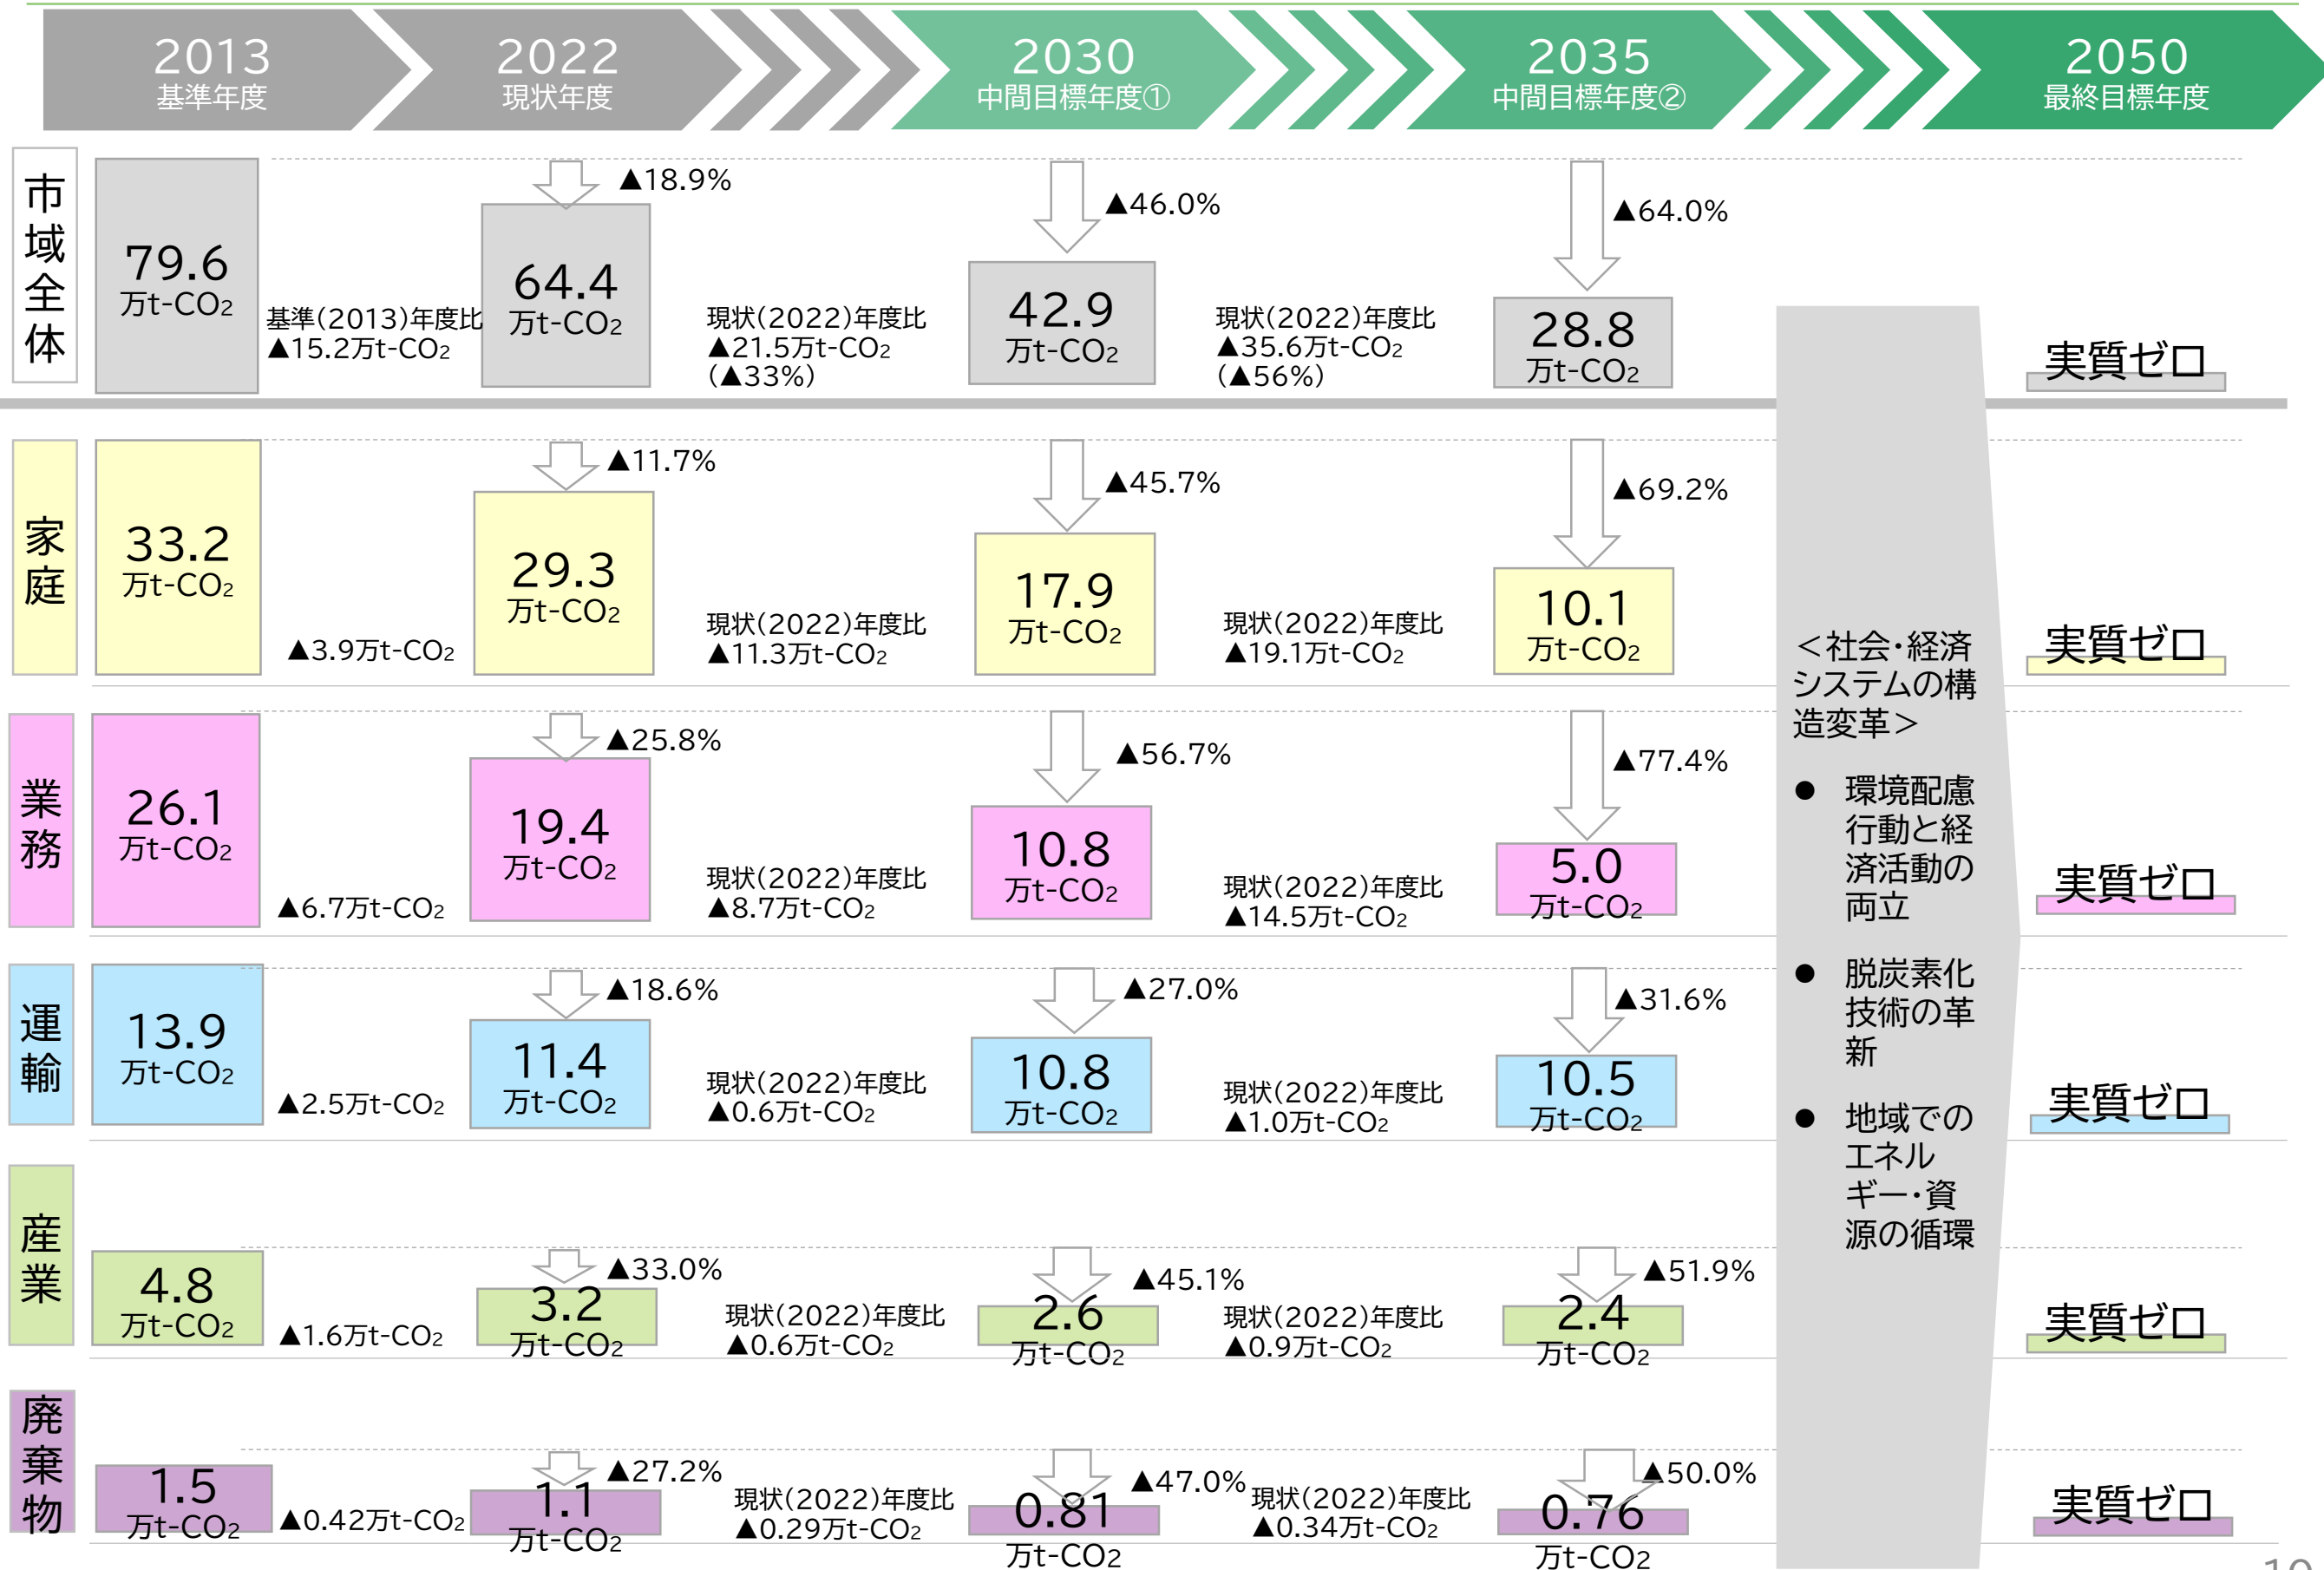 2013
基準年度
2022
現状年度
2030
中間目標年度①
2035
中間目標年度②
2050
最終目標年度
市域全体
79.6
万t-CO2
基準(2013)年度比
▲15.2万t-CO2
▲18.9%
64.4
万t-CO2
現状(2022)年度比
▲21.5万t-CO2
(▲33%)
▲46.0%
42.9
万t-CO2
現状(2022)年度比
▲35.6万t-CO2
(▲56%)
▲64.0%
28.8
万t-CO2
実質ゼロ
家庭
33.2
万t-CO2
▲3.9万t-CO2
▲11.7%
29.3
万t-CO2
現状(2022)年度比
▲11.3万t-CO2
▲45.7%
17.9
万t-CO2
現状(2022)年度比
▲19.1万t-CO2
▲69.2%
10.1
万t-CO2
実質ゼロ
業務
26.1
万t-CO2
▲6.7万t-CO2
▲25.8%
19.4
万t-CO2
現状(2022)年度比
▲8.7万t-CO2
▲56.7%
10.8
万t-CO2
現状(2022)年度比
▲14.5万t-CO2
▲77.4%
5.0
万t-CO2
実質ゼロ
運輸
13.9
万t-CO2
▲2.5万t-CO2
▲18.6%
11.4
万t-CO2
現状(2022)年度比
▲0.6万t-CO2
▲27.0%
10.8
万t-CO2
現状(2022)年度比
▲1.0万t-CO2
▲31.6%
10.5
万t-CO2
実質ゼロ
産業
4.8
万t-CO2
▲1.6万t-CO2
▲33.0%
3.2
万t-CO2
現状(2022)年度比
▲0.6万t-CO2
▲45.1%
2.6
万t-CO2
現状(2022)年度比
▲0.9万t-CO2
▲51.9%
2.4
万t-CO2
実質ゼロ
廃棄物
1.5
万t-CO2
▲0.42万t-CO2
▲27.2%
1.1
万t-CO2
現状(2022)年度比
▲0.29万t-CO2
▲47.0%
0.81
万t-CO2
現状(2022)年度比
▲0.34万t-CO2
▲50.0%
0.76
万t-CO2
実質ゼロ
<社会・経済
システムの構
造変革>
● 環境配慮
行動と経
済活動の
両立
● 脱炭素化
技術の革
新
● 地域での
エネル
ギー・資
源の循環